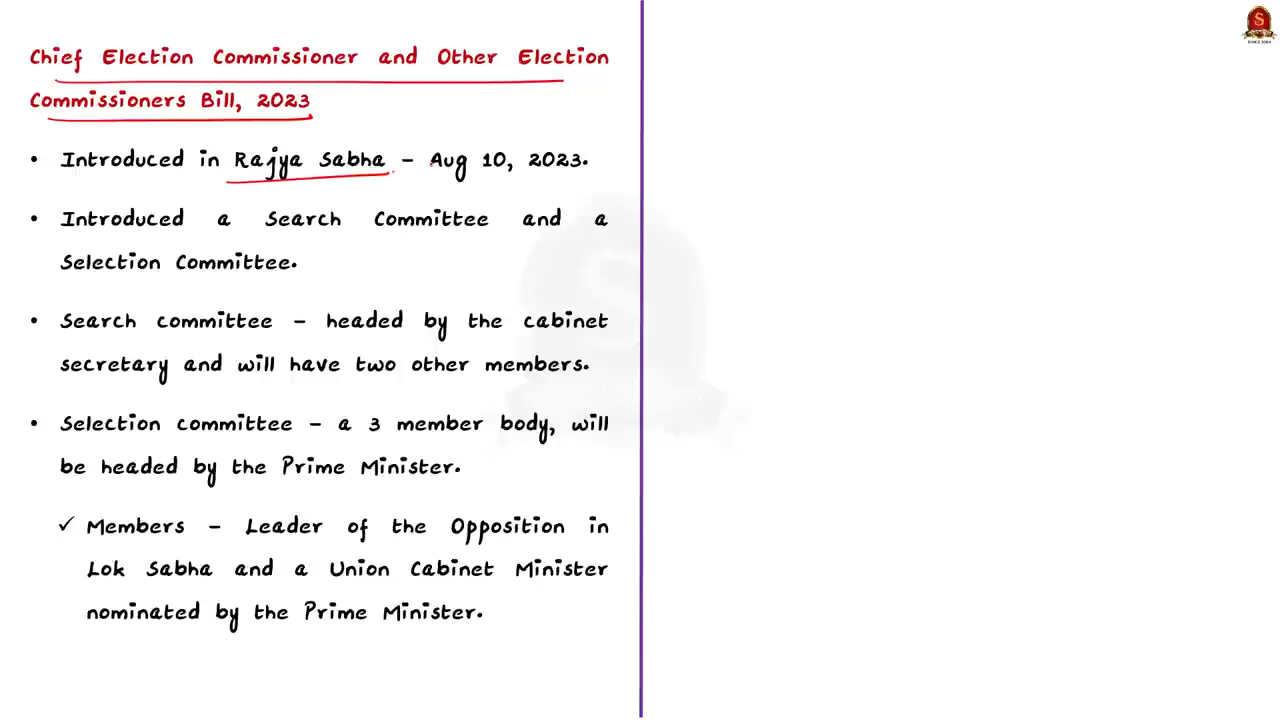 Chief Election Commissioner and Other Election
Commissioners Bill, 2023
• Introduced in Rajya Sabha – Aug 10, 2023.
• Introduced a Search Committee and a
Selection Committee.
• Search committee – headed by the cabinet
secretary and will have two other members.
• Selection committee – a 3 member body, will
be headed by the Prime Minister.
✓ Members – Leader of the Opposition in
Lok Sabha and a Union Cabinet Minister
nominated by the Prime Minister.
S